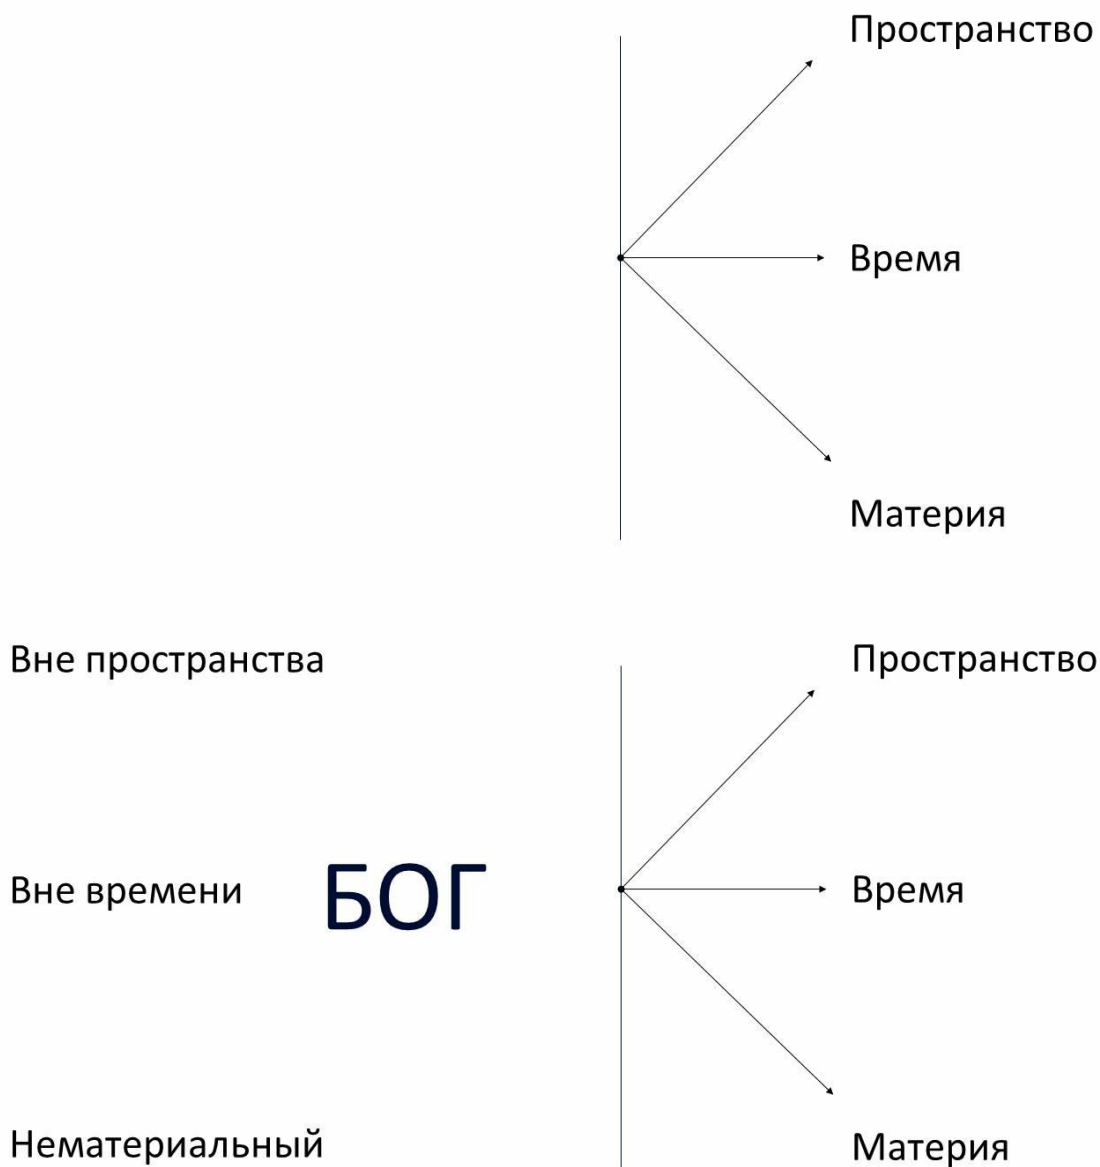 Пространство
Время
Материя
Вне пространства
Пространство
Вне времени
БОГ
Время
Нематериальный
Материя